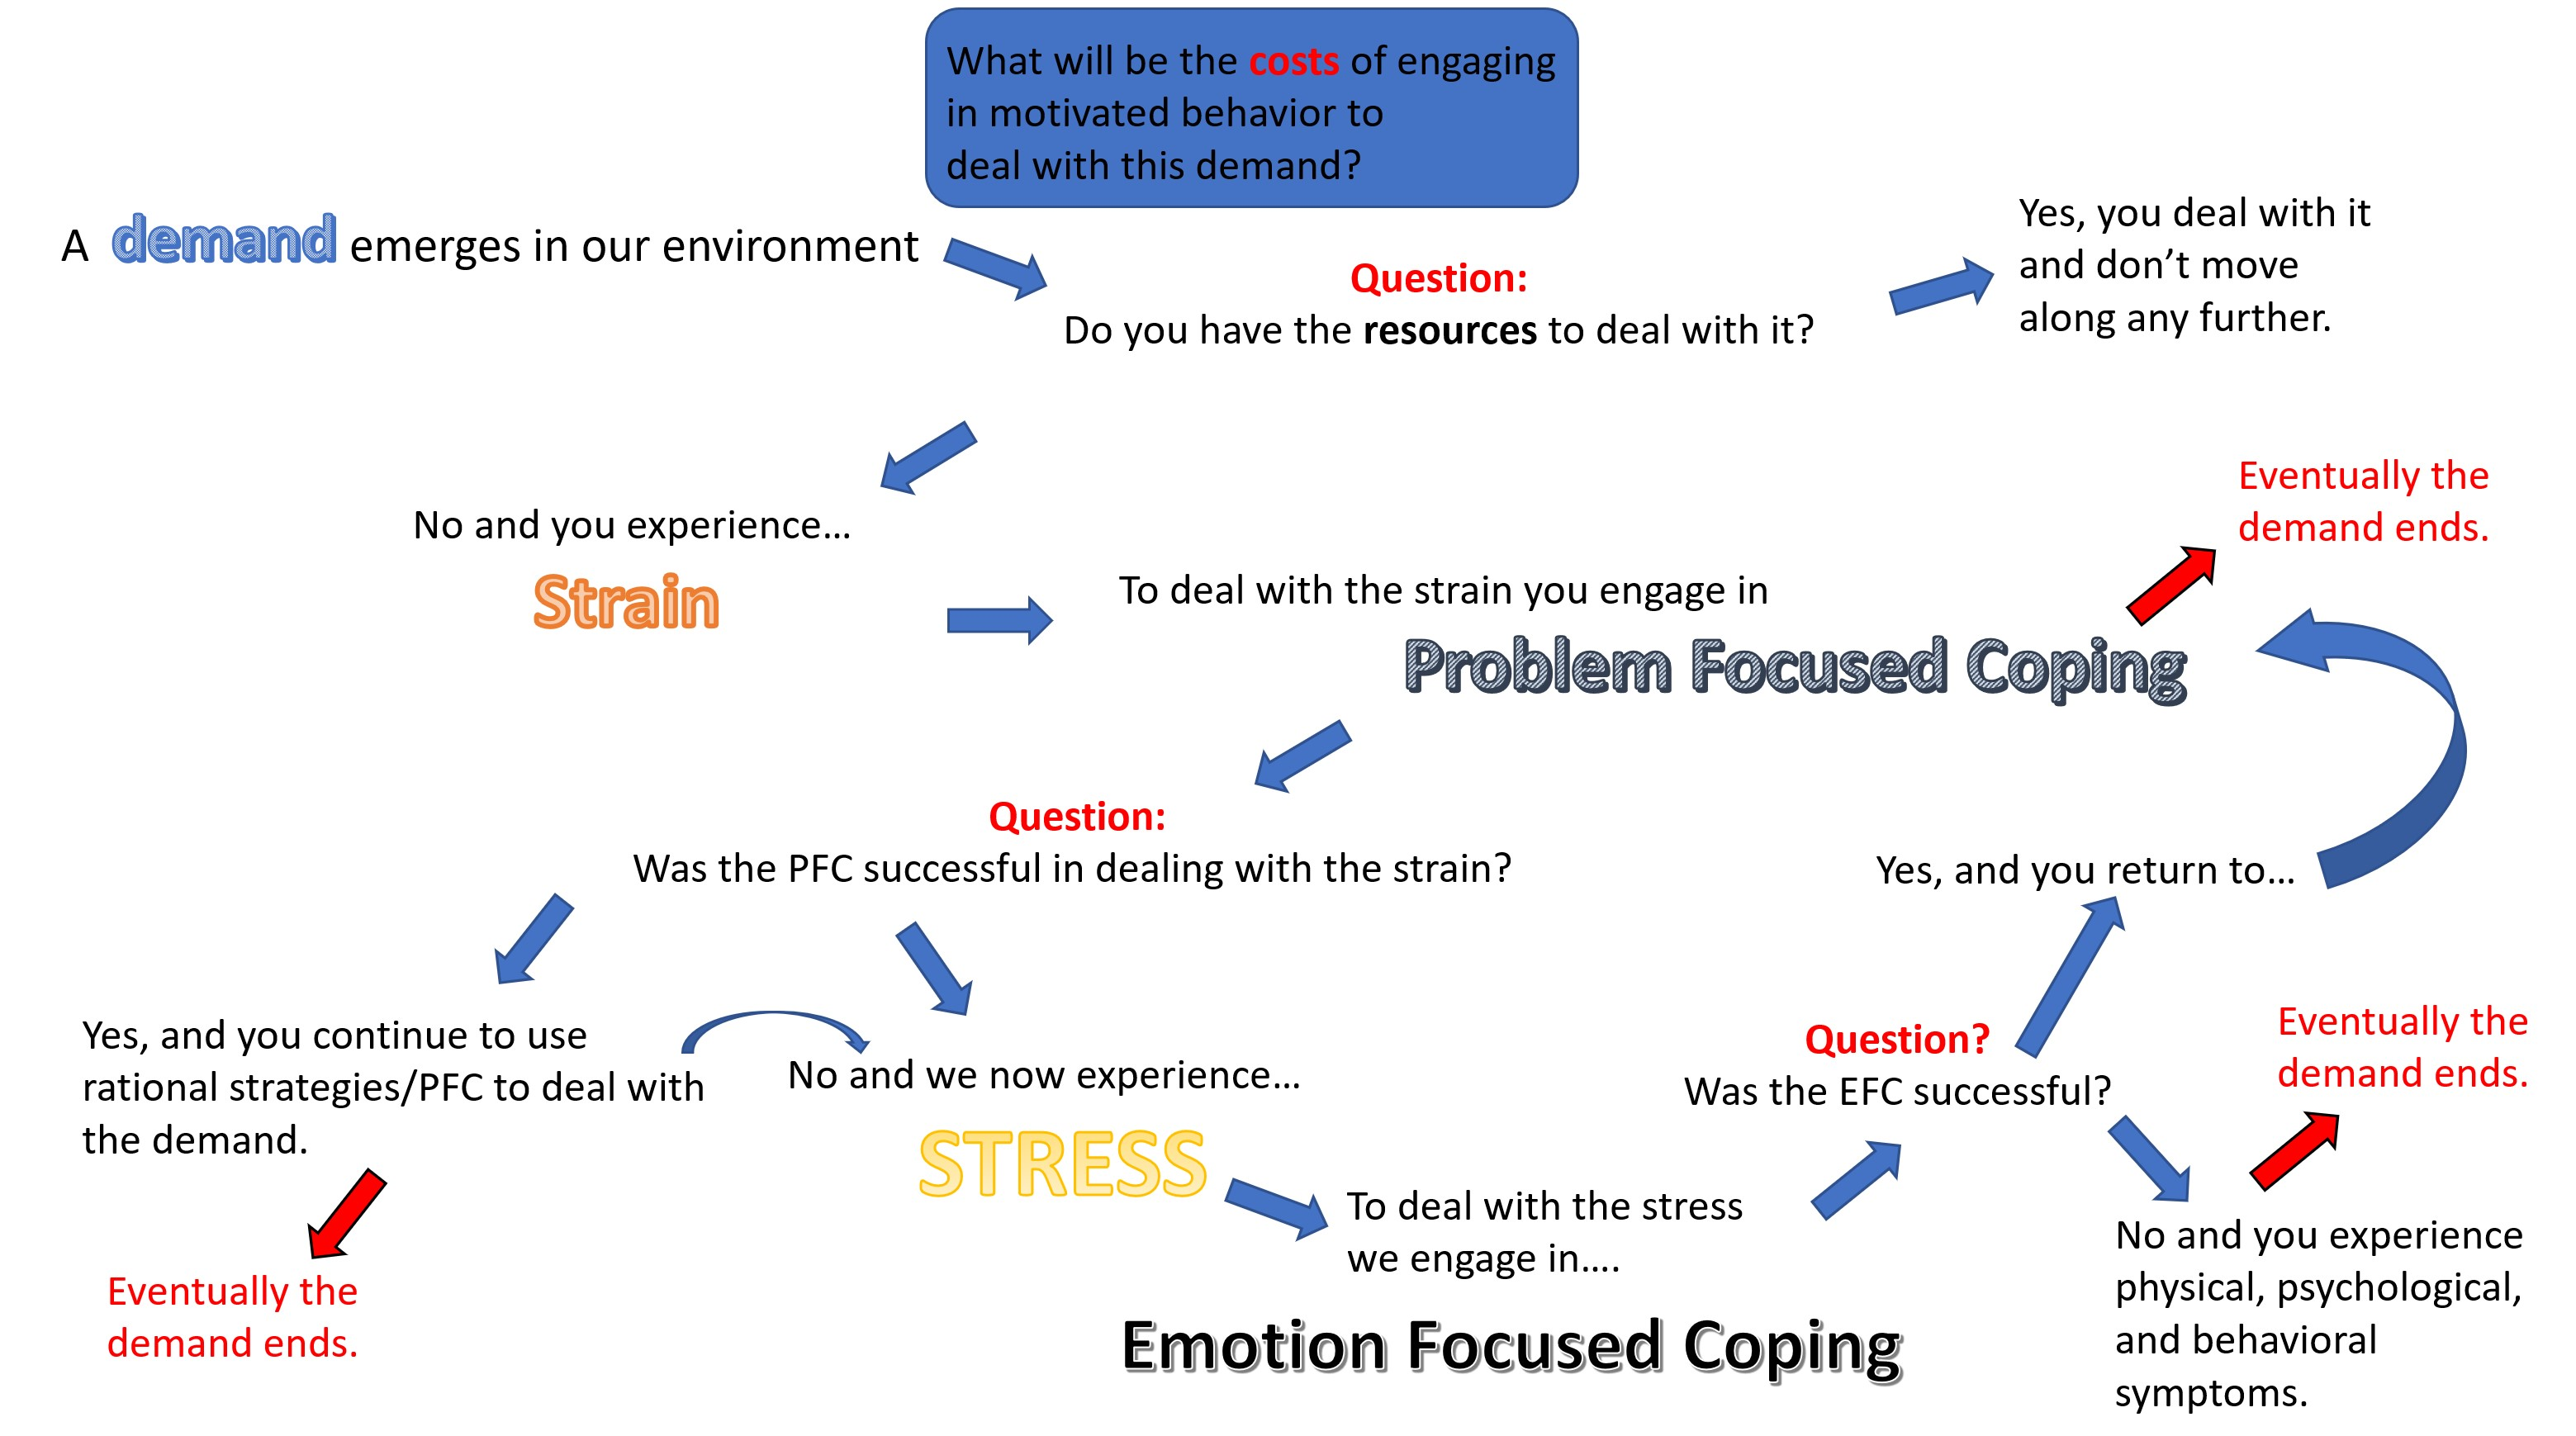 What will be the costs of engaging
in motivated behavior to
deal with this demand?
A demand emerges in our environment
Question:
Do you have the resources to deal with it?
Yes, you deal with it
and don’t move
along any further.
No and you experience…
Strain
To deal with the strain you engage in
Problem Focused Coping
Eventually the
demand ends.
Question:
Was the PFC successful in dealing with the strain?
Yes, and you continue to use
rational strategies/PFC to deal with
the demand.
Eventually the
demand ends.
No and we now experience…
STRESS
To deal with the stress
we engage in….
Emotion Focused Coping
Question?
Was the EFC successful?
Yes, and you return to…
Eventually the
demand ends.
No and you experience
physical, psychological,
and behavioral
symptoms.